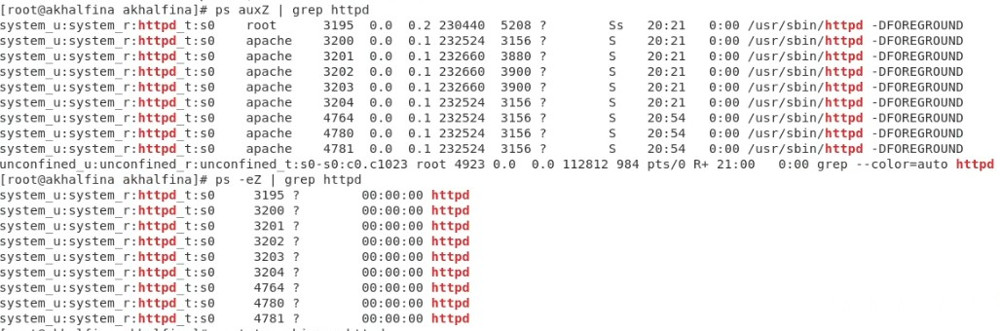 [root@akhalfina akhalfina]# ps auxZ | grep httpd
system_u:system_r:httpd_t:s0    root      3195  0.0  0.2 230440  5208 ?        Ss   20:21   0:00 /usr/sbin/httpd -DFOREGROUND
system_u:system_r:httpd_t:s0    apache    3200  0.0  0.1 232524  3156 ?        S    20:21   0:00 /usr/sbin/httpd -DFOREGROUND
system_u:system_r:httpd_t:s0    apache    3201  0.0  0.1 232660  3880 ?        S    20:21   0:00 /usr/sbin/httpd -DFOREGROUND
system_u:system_r:httpd_t:s0    apache    3202  0.0  0.1 232660  3900 ?        S    20:21   0:00 /usr/sbin/httpd -DFOREGROUND
system_u:system_r:httpd_t:s0    apache    3203  0.0  0.1 232660  3900 ?        S    20:21   0:00 /usr/sbin/httpd -DFOREGROUND
system_u:system_r:httpd_t:s0    apache    3204  0.0  0.1 232524  3156 ?        S    20:21   0:00 /usr/sbin/httpd -DFOREGROUND
system_u:system_r:httpd_t:s0    apache    4764  0.0  0.1 232524  3156 ?        S    20:54   0:00 /usr/sbin/httpd -DFOREGROUND
system_u:system_r:httpd_t:s0    apache    4780  0.0  0.1 232524  3156 ?        S    20:54   0:00 /usr/sbin/httpd -DFOREGROUND
system_u:system_r:httpd_t:s0    apache    4781  0.0  0.1 232524  3156 ?        S    20:54   0:00 /usr/sbin/httpd -DFOREGROUND
unconfined_u:unconfined_r:unconfined_t:s0-s0:c0.c1023 root 4923 0.0  0.0 112812 984 pts/0 R+ 21:00   0:00 grep --color=auto httpd
[root@akhalfina akhalfina]# ps -eZ | grep httpd
system_u:system_r:httpd_t:s0     3195 ?        00:00:00 httpd
system_u:system_r:httpd_t:s0     3200 ?        00:00:00 httpd
system_u:system_r:httpd_t:s0     3201 ?        00:00:00 httpd
system_u:system_r:httpd_t:s0     3202 ?        00:00:00 httpd
system_u:system_r:httpd_t:s0     3203 ?        00:00:00 httpd
system_u:system_r:httpd_t:s0     3204 ?        00:00:00 httpd
system_u:system_r:httpd_t:s0     4764 ?        00:00:00 httpd
system_u:system_r:httpd_t:s0     4780 ?        00:00:00 httpd
system_u:system_r:httpd_t:s0     4781 ?        00:00:00 httpd